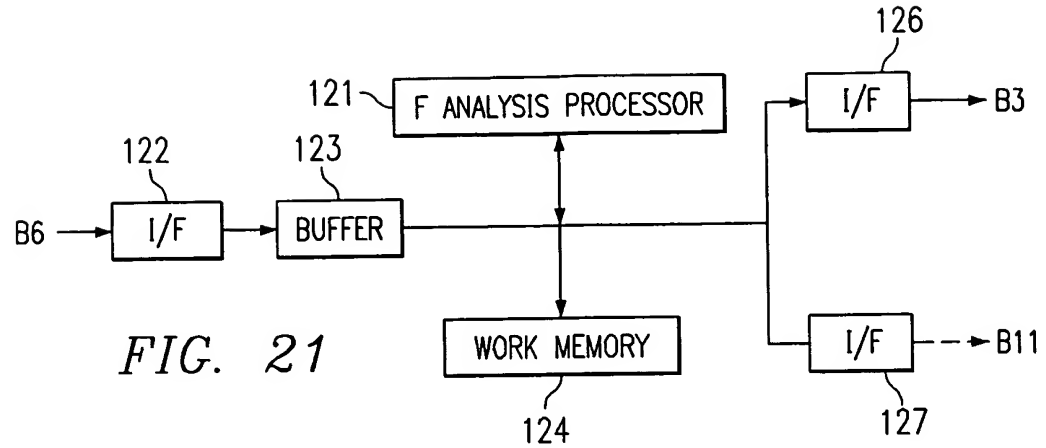 126
121
F ANALYSIS PROCESSOR
I/F
B3
122
123
B6
I/F
BUFFER
WORK MEMORY
I/F
B11
FIG. 21
124
127